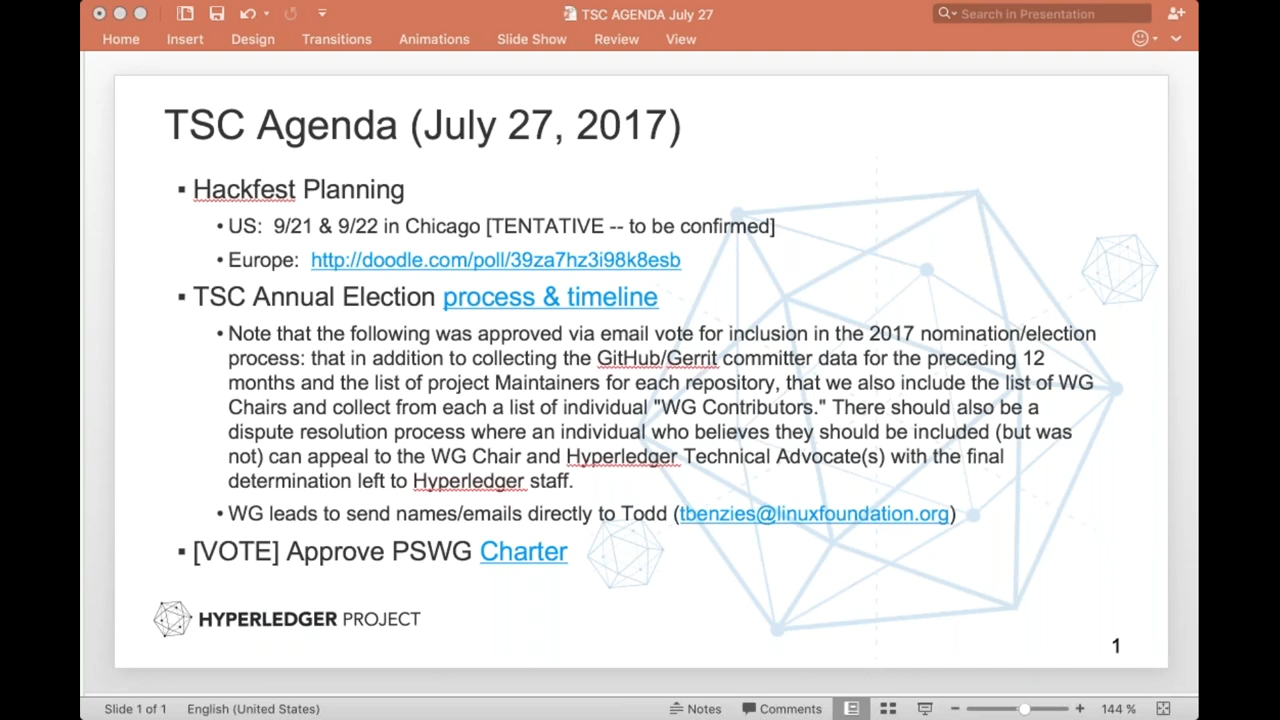 TSC AGENDA July 27
Search in Presentation
Home Insert Design Transitions Animations Slide Show Review View
TSC Agenda (July 27, 2017)
▪ Hackfest Planning
• US: 9/21 & 9/22 in Chicago [TENTATIVE -- to be confirmed]
• Europe: http://doodle.com/poll/39za7hz3i98k8esb
▪ TSC Annual Election process & timeline
• Note that the following was approved via email vote for inclusion in the 2017 nomination/election
process: that in addition to collecting the GitHub/Gerrit committer data for the preceding 12
months and the list of project Maintainers for each repository, that we also include the list of WG
Chairs and collect from each a list of individual "WG Contributors." There should also be a
dispute resolution process where an individual who believes they should be included (but was
not) can appeal to the WG Chair and Hyperledger Technical Advocate(s) with the final
determination left to Hyperledger staff.
• WG leads to send names/emails directly to Todd (tbenzies@linuxfoundation.org)
▪ [VOTE] Approve PSWG Charter
HYPERLEDGER PROJECT
1
Slide 1 of 1 English (United States) Notes Comments 144 %